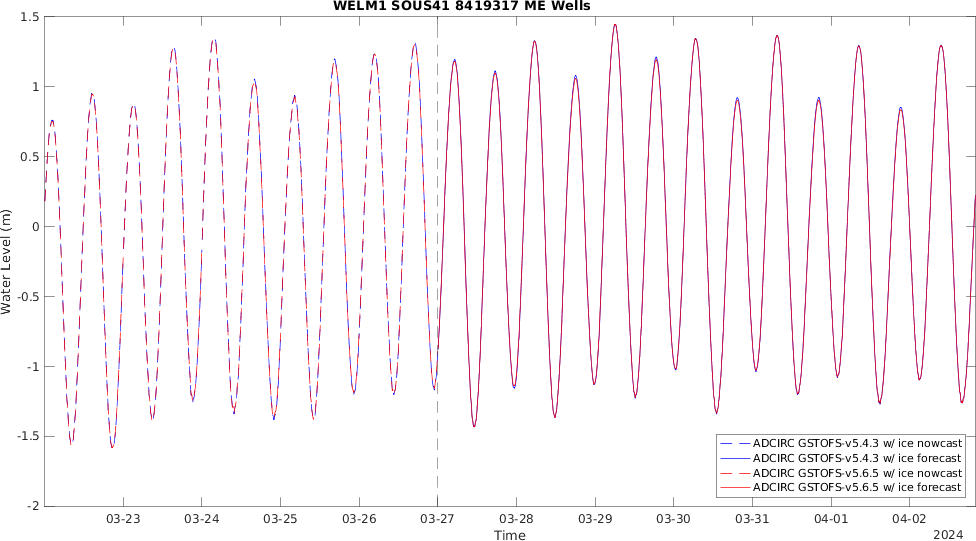 WELM1 SOUS41 8419317 ME Wells
1.5
1
0.5
0
-0.5
-1
-1.5
-2
Water Level (m)
ADCIRC GSTOFS-v5.4.3 w/ ice nowcast
ADCIRC GSTOFS-v5.4.3 w/ ice forecast
ADCIRC GSTOFS-v5.6.5 w/ ice nowcast
ADCIRC GSTOFS-v5.6.5 w/ ice forecast
03-23 03-24 03-25 03-26 03-27 03-28 03-29 03-30 03-31 04-01 04-02
Time
2024